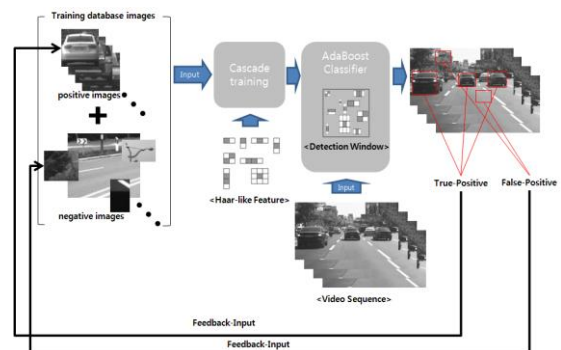 Training database images
positive images
+
negative images
Input
Cascade
training
<Haar-like Feature>
AdaBoost
Classifier
<Detection Window>
Input
<Video Sequence>
True-Positive
False-Positive
Feedback-Input
Feedback-Input